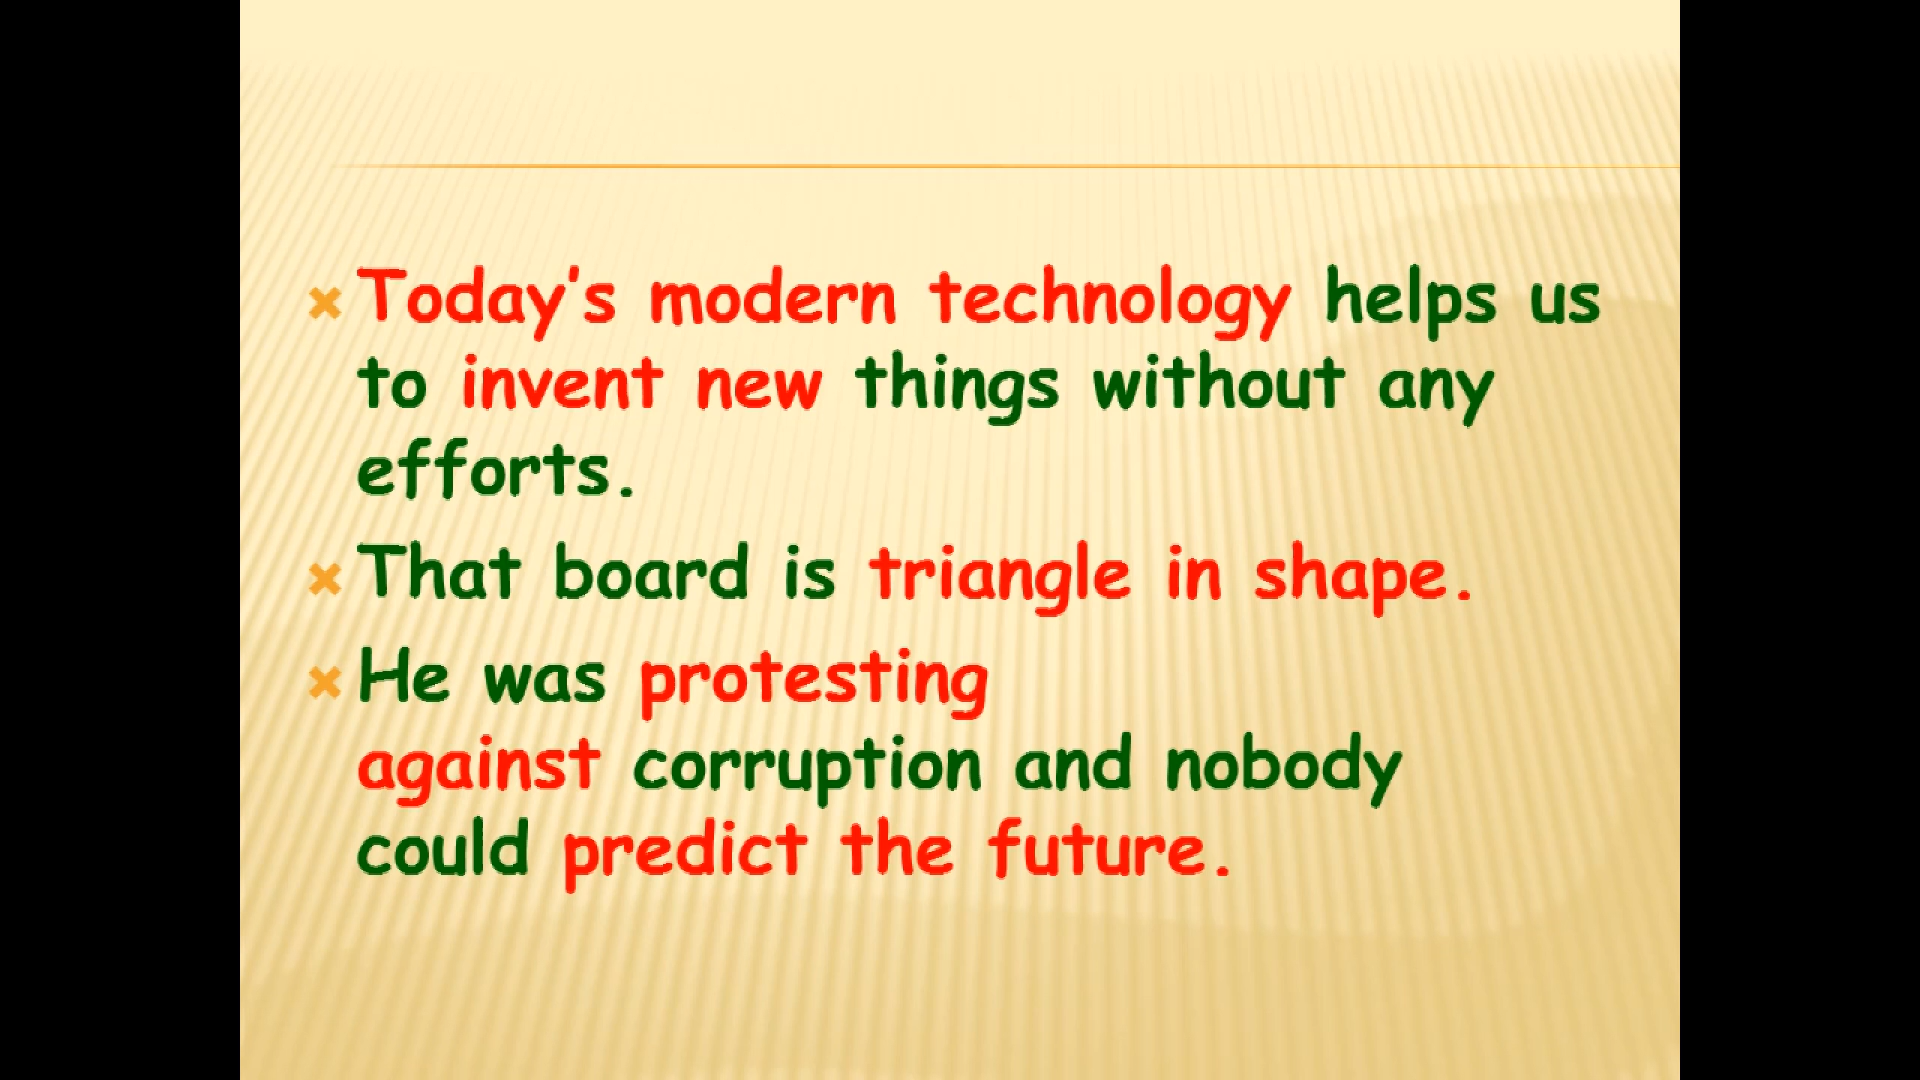 Today's modern technology helps us
to invent new things without any
efforts.
That board is triangle in shape.
He was protesting
against corruption and nobody
could predict the future.